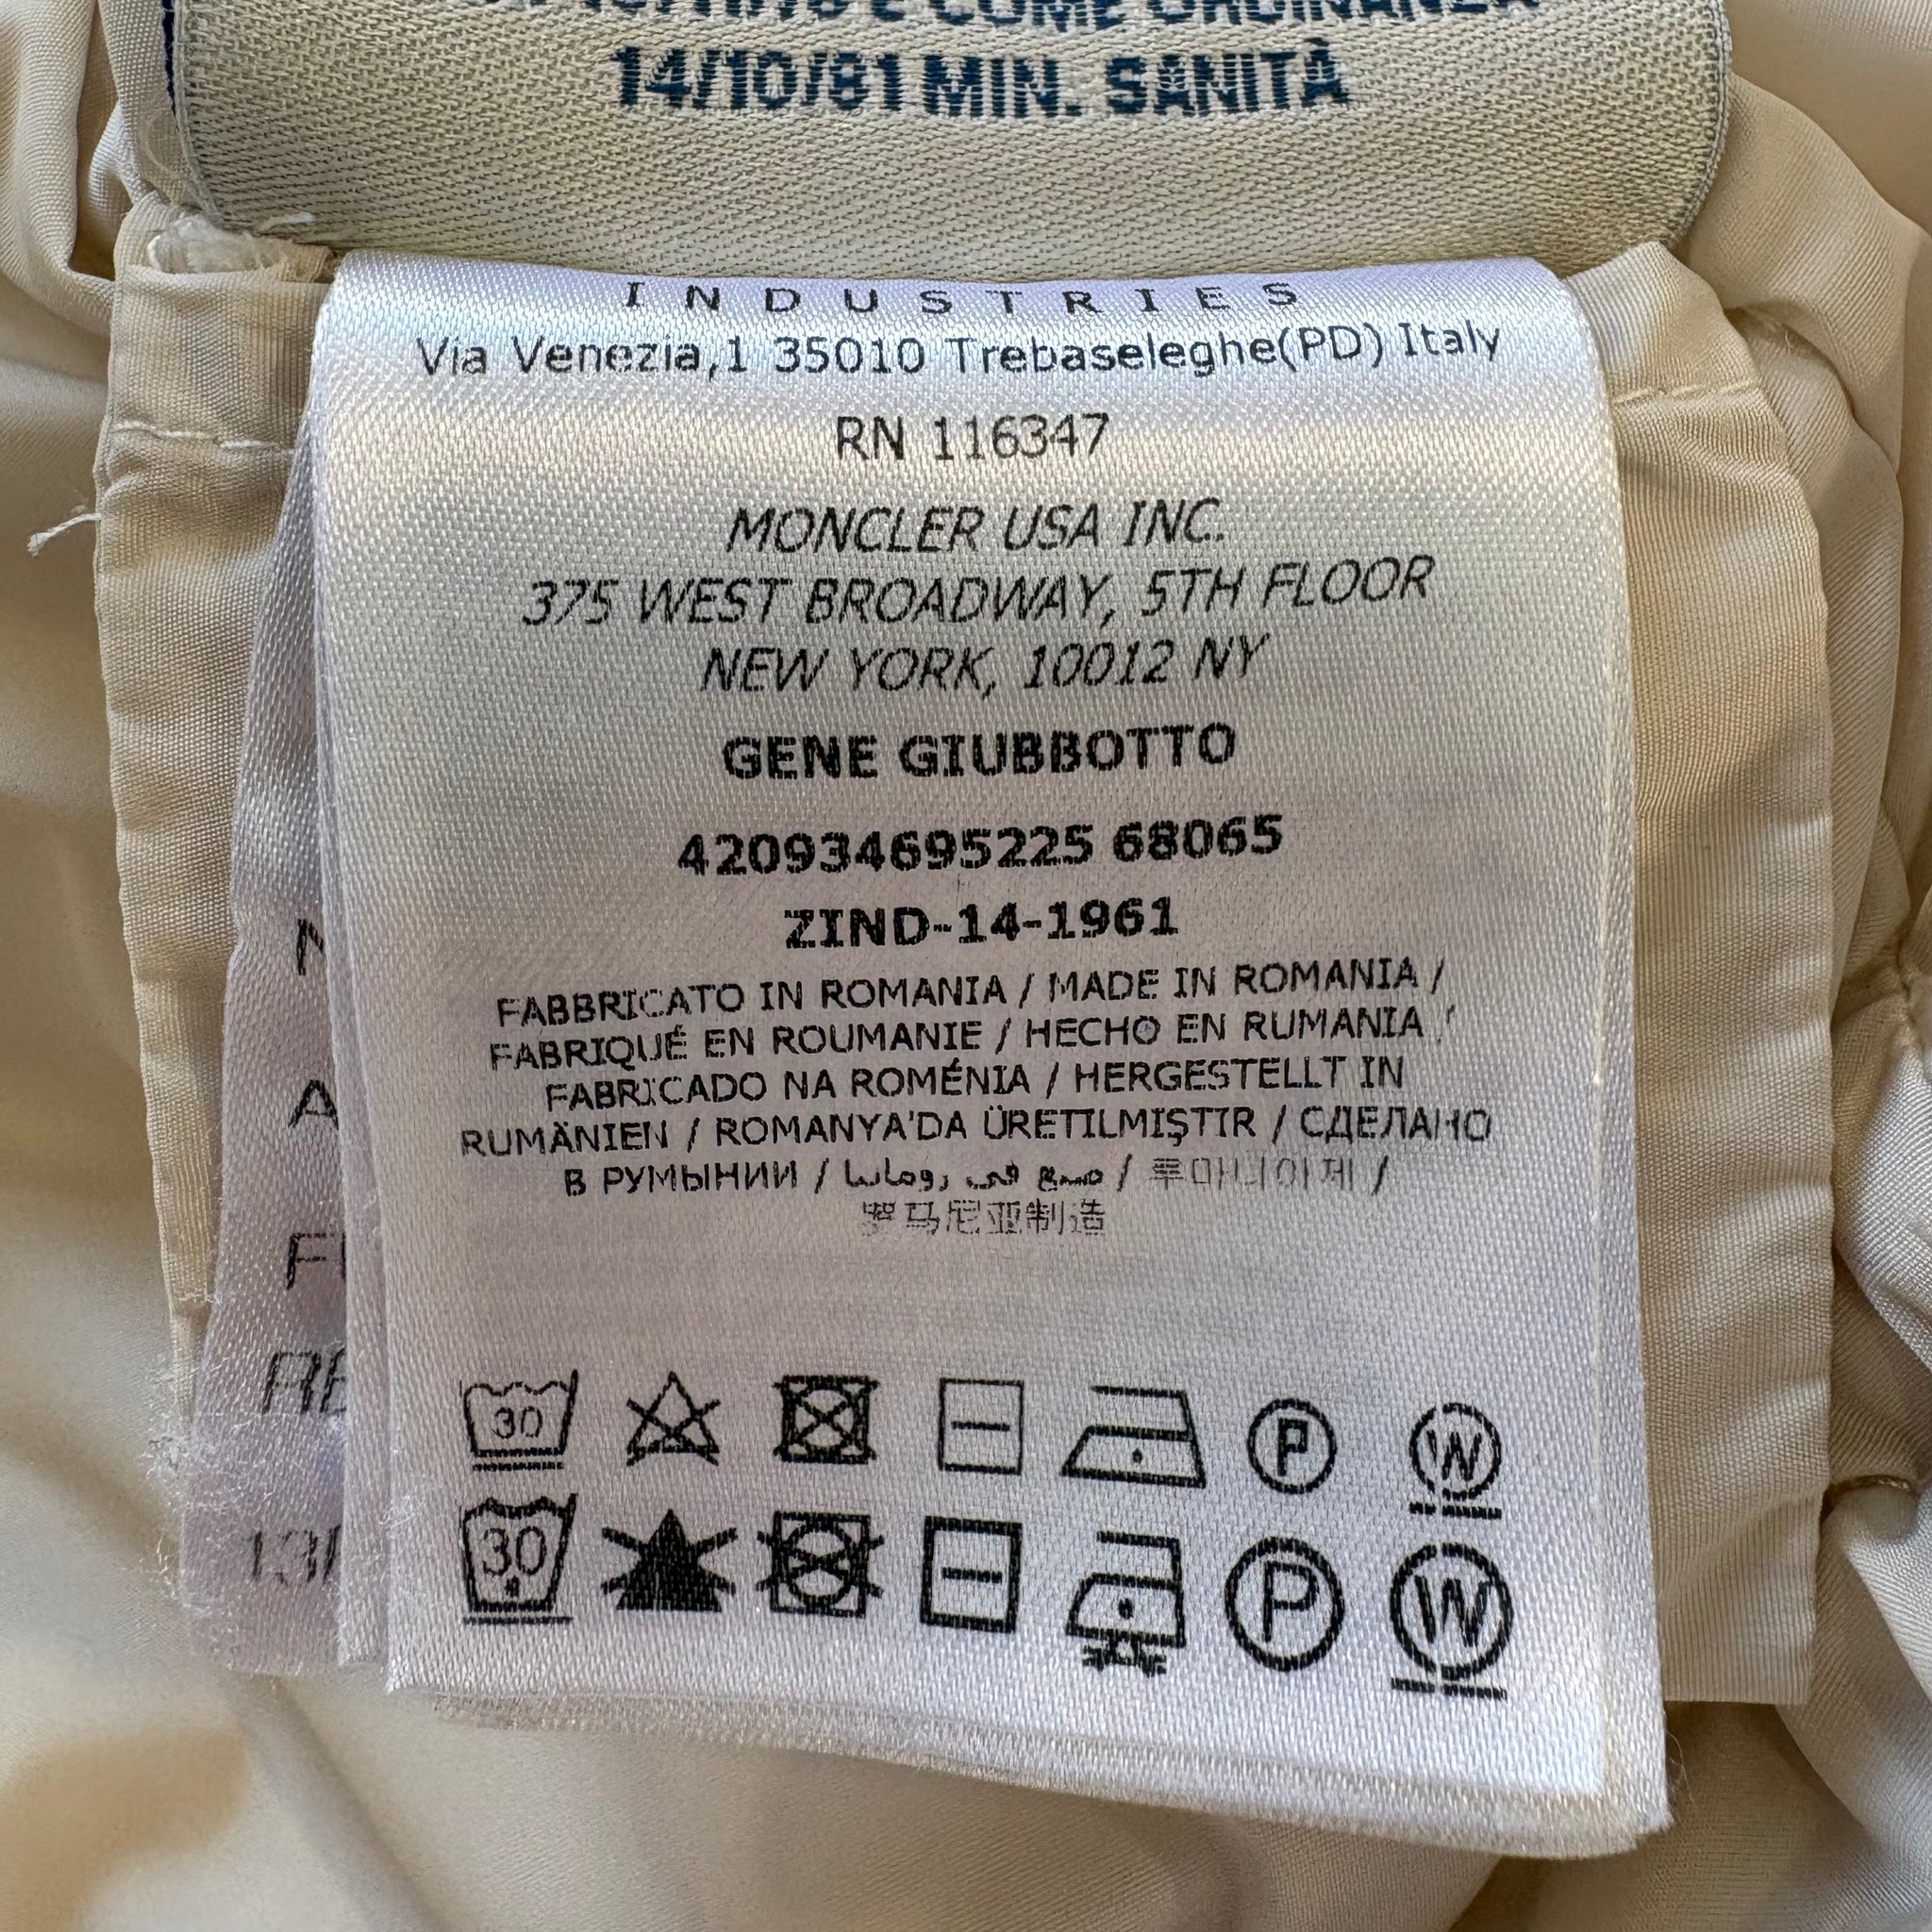 E COME ORDINANZA
14/10/81 MIN. SANITÀ
INDUSTRIES
Via Venezia,1 35010 Trebaseleghe(PD) Italy
RN 116347
MONCLER USA INC.
375 WEST BROADWAY, 5TH FLOOR
NEW YORK, 10012 NY
GENE GIUBBOTTO
420934695225 68065
ZIND-14-1961
FABBRICATO IN ROMANIA / MADE IN ROMANIA /
FABRIQUÉ EN ROUMANIE / HECHO EN RUMANIA /
FABRICADO NA ROMÉNIA / HERGESTELLT IN
RUMÄNIEN / ROMANYA'DA ÜRETILMIŞTIR / СДЕЛАНО
В РУМЫНИИ / صنع في رومانيا / 루마니아제 /
罗马尼亚制造
30 P W
30 P W